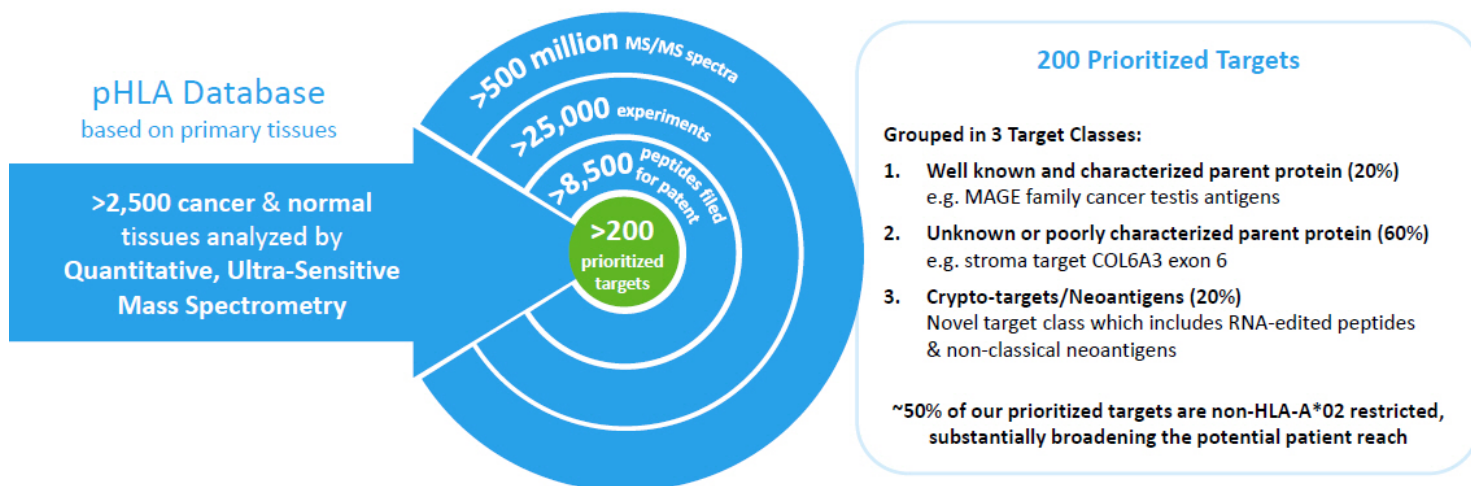 pHLA Database
based on primary tissues
>2,500 cancer & normal
tissues analyzed by
Quantitative, Ultra-Sensitive
Mass Spectrometry
>500 million MS/MS spectra
>25,000 experiments
>8,500 peptides filed
for patent
>200
prioritized
targets
200 Prioritized Targets
Grouped in 3 Target Classes:
1. Well known and characterized parent protein (20%)
e.g. MAGE family cancer testis antigens
2. Unknown or poorly characterized parent protein (60%)
e.g. stroma target COL6A3 exon 6
3. Crypto-targets/Neoantigens (20%)
Novel target class which includes RNA-edited peptides
& non-classical neoantigens
~50% of our prioritized targets are non-HLA-A*02 restricted,
substantially broadening the potential patient reach